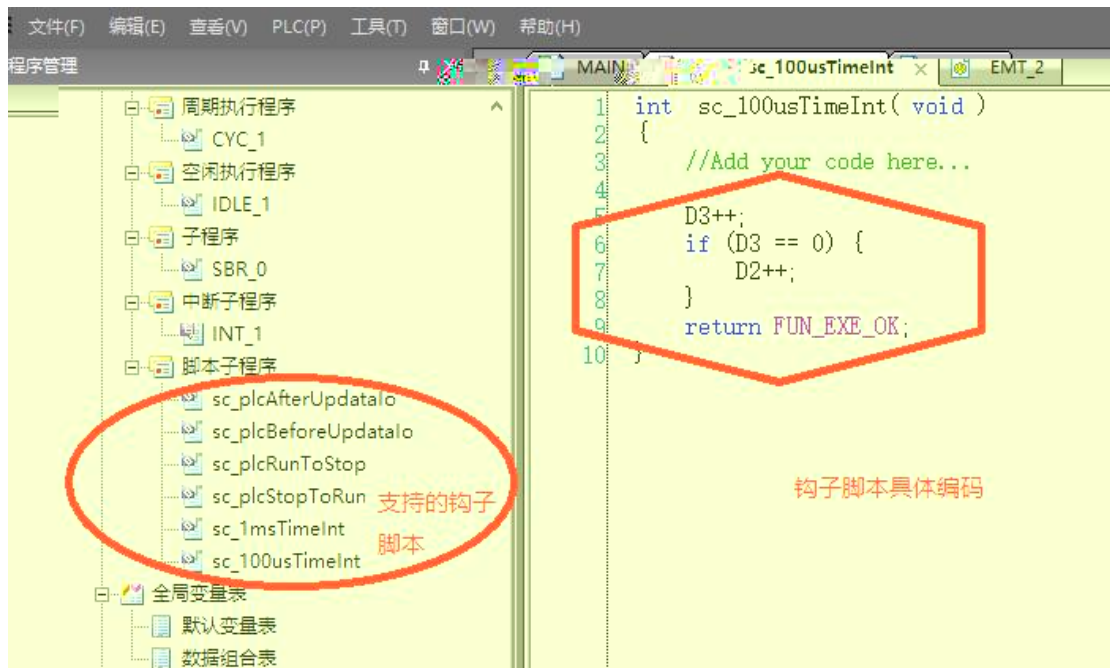 文件(F) 编辑(E) 查看(V) PLC(P) 工具(T) 窗口(W) 帮助(H)
程序管理
MAIN sc_100usTimeInt × EMT_2
周期执行程序
CYC_1
空闲执行程序
IDLE_1
子程序
SBR_0
中断子程序
INT_1
脚本子程序
sc_plcAfterUpdataIo
sc_plcBeforeUpdataIo
sc_plcRunToStop
sc_plcStopToRun
sc_1msTimeInt
sc_100usTimeInt
支持的钩子
脚本
全局变量表
默认变量表
数据组合表
1 int sc_100usTimeInt( void )
2 {
3 //Add your code here...
4
5 D3++;
6 if (D3 == 0) {
7 D2++;
8 }
9 return FUN_EXE_OK;
10 }
钩子脚本具体编码